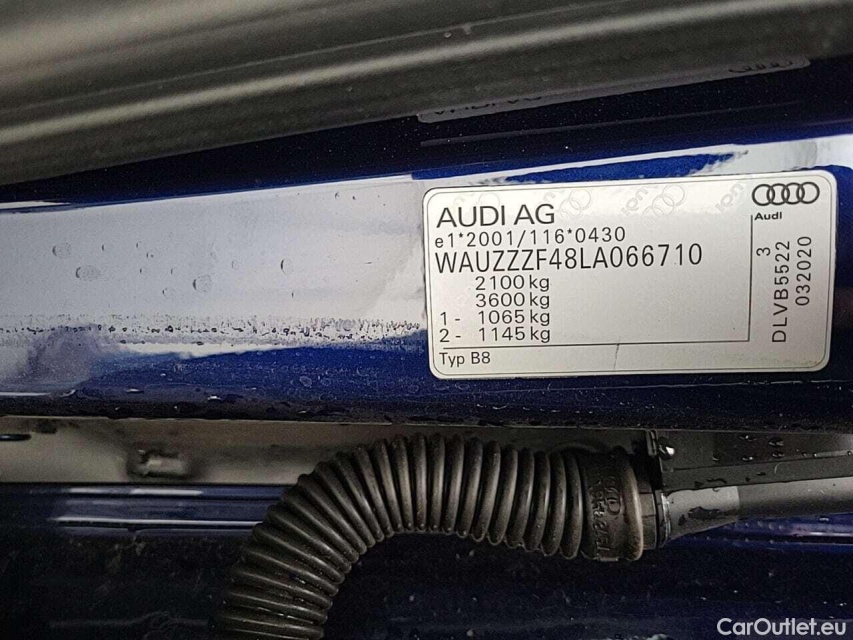 AUDI AG
e1*2001/116*0430
WAUZZZF48LA066710
2100 kg
3600 kg
1 - 1065 kg
2 - 1145 kg
Typ B8
Audi
3
DLVB5522
032020
CarOutlet.eu